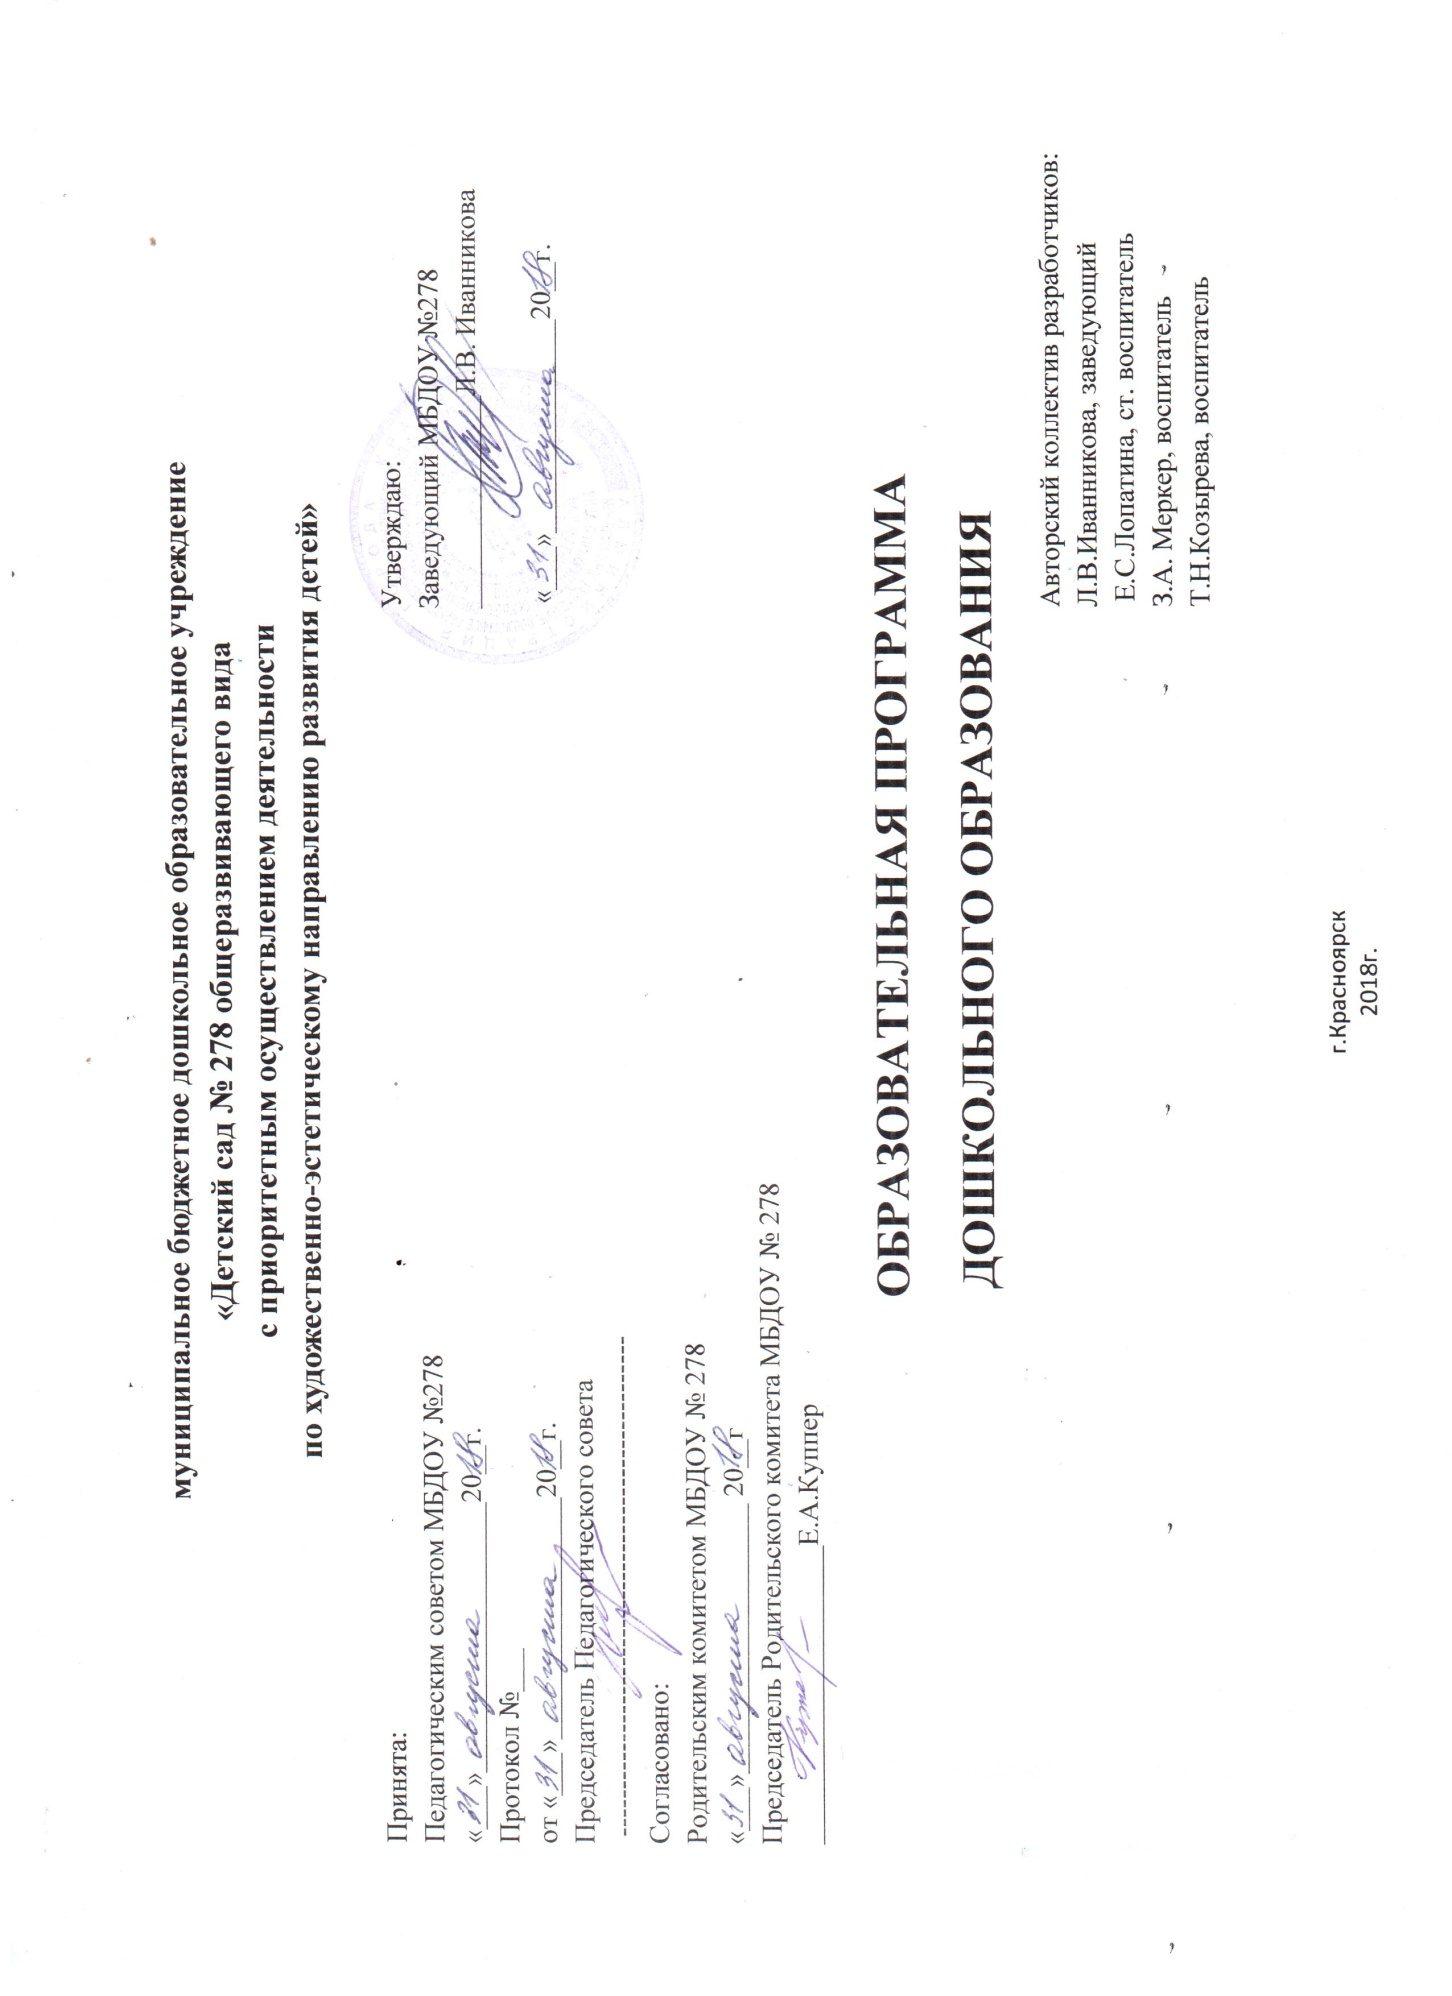 муниципальное бюджетное дошкольное образовательное учреждение
«Детский сад № 278 общеразвивающего вида
с приоритетным осуществлением деятельности
по художественно-эстетическому направлению развития детей»
Принята:
Педагогическим советом МБДОУ №278
«31» августа 2018г.
Протокол №___
от «31» августа 2018г.
Председатель Педагогического совета
Согласовано:
Родительским комитетом МБДОУ № 278
«31» августа 2018г
Председатель Родительского комитета МБДОУ № 278
Е.А.Куппер
Утверждаю:
Заведующий МБДОУ №278
Л.В. Иванникова
«31» августа 2018г.
ОБРАЗОВАТЕЛЬНАЯ ПРОГРАММА
ДОШКОЛЬНОГО ОБРАЗОВАНИЯ
Авторский коллектив разработчиков:
Л.В.Иванникова, заведующий
Е.С.Лопатина, ст. воспитатель
З.А. Меркер, воспитатель
Т.Н.Козырева, воспитатель
г.Красноярск
2018г.